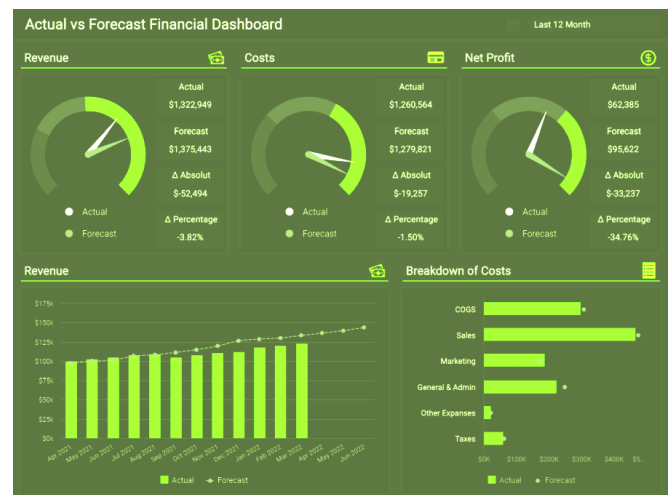 Actual vs Forecast Financial Dashboard
Last 12 Month
Revenue
Costs
Net Profit
Actual
$1,322,949
Forecast
$1,375,443
Δ Absolut
$-52,494
Δ Percentage
-3.82%
Actual
Forecast
Actual
$1,260,564
Forecast
$1,279,821
Δ Absolut
$-19,257
Δ Percentage
-1.50%
Actual
Forecast
Actual
$62,385
Forecast
$95,622
Δ Absolut
$-33,237
Δ Percentage
-34.76%
Actual
Forecast
Revenue
$175k
$150k
$125k
$100k
$75k
$50k
$25k
$0k
Apr 2021
May 2021
Jun 2021
Jul 2021
Aug 2021
Sep 2021
Oct 2021
Nov 2021
Dec 2021
Jan 2022
Feb 2022
Mar 2022
Apr 2022
May 2022
Jun 2022
Actual
Forecast
Breakdown of Costs
COGS
Sales
Marketing
General & Admin
Other Expanses
Taxes
$0K
$100K
$200K
$300K
$400K
$5...
Actual
Forecast